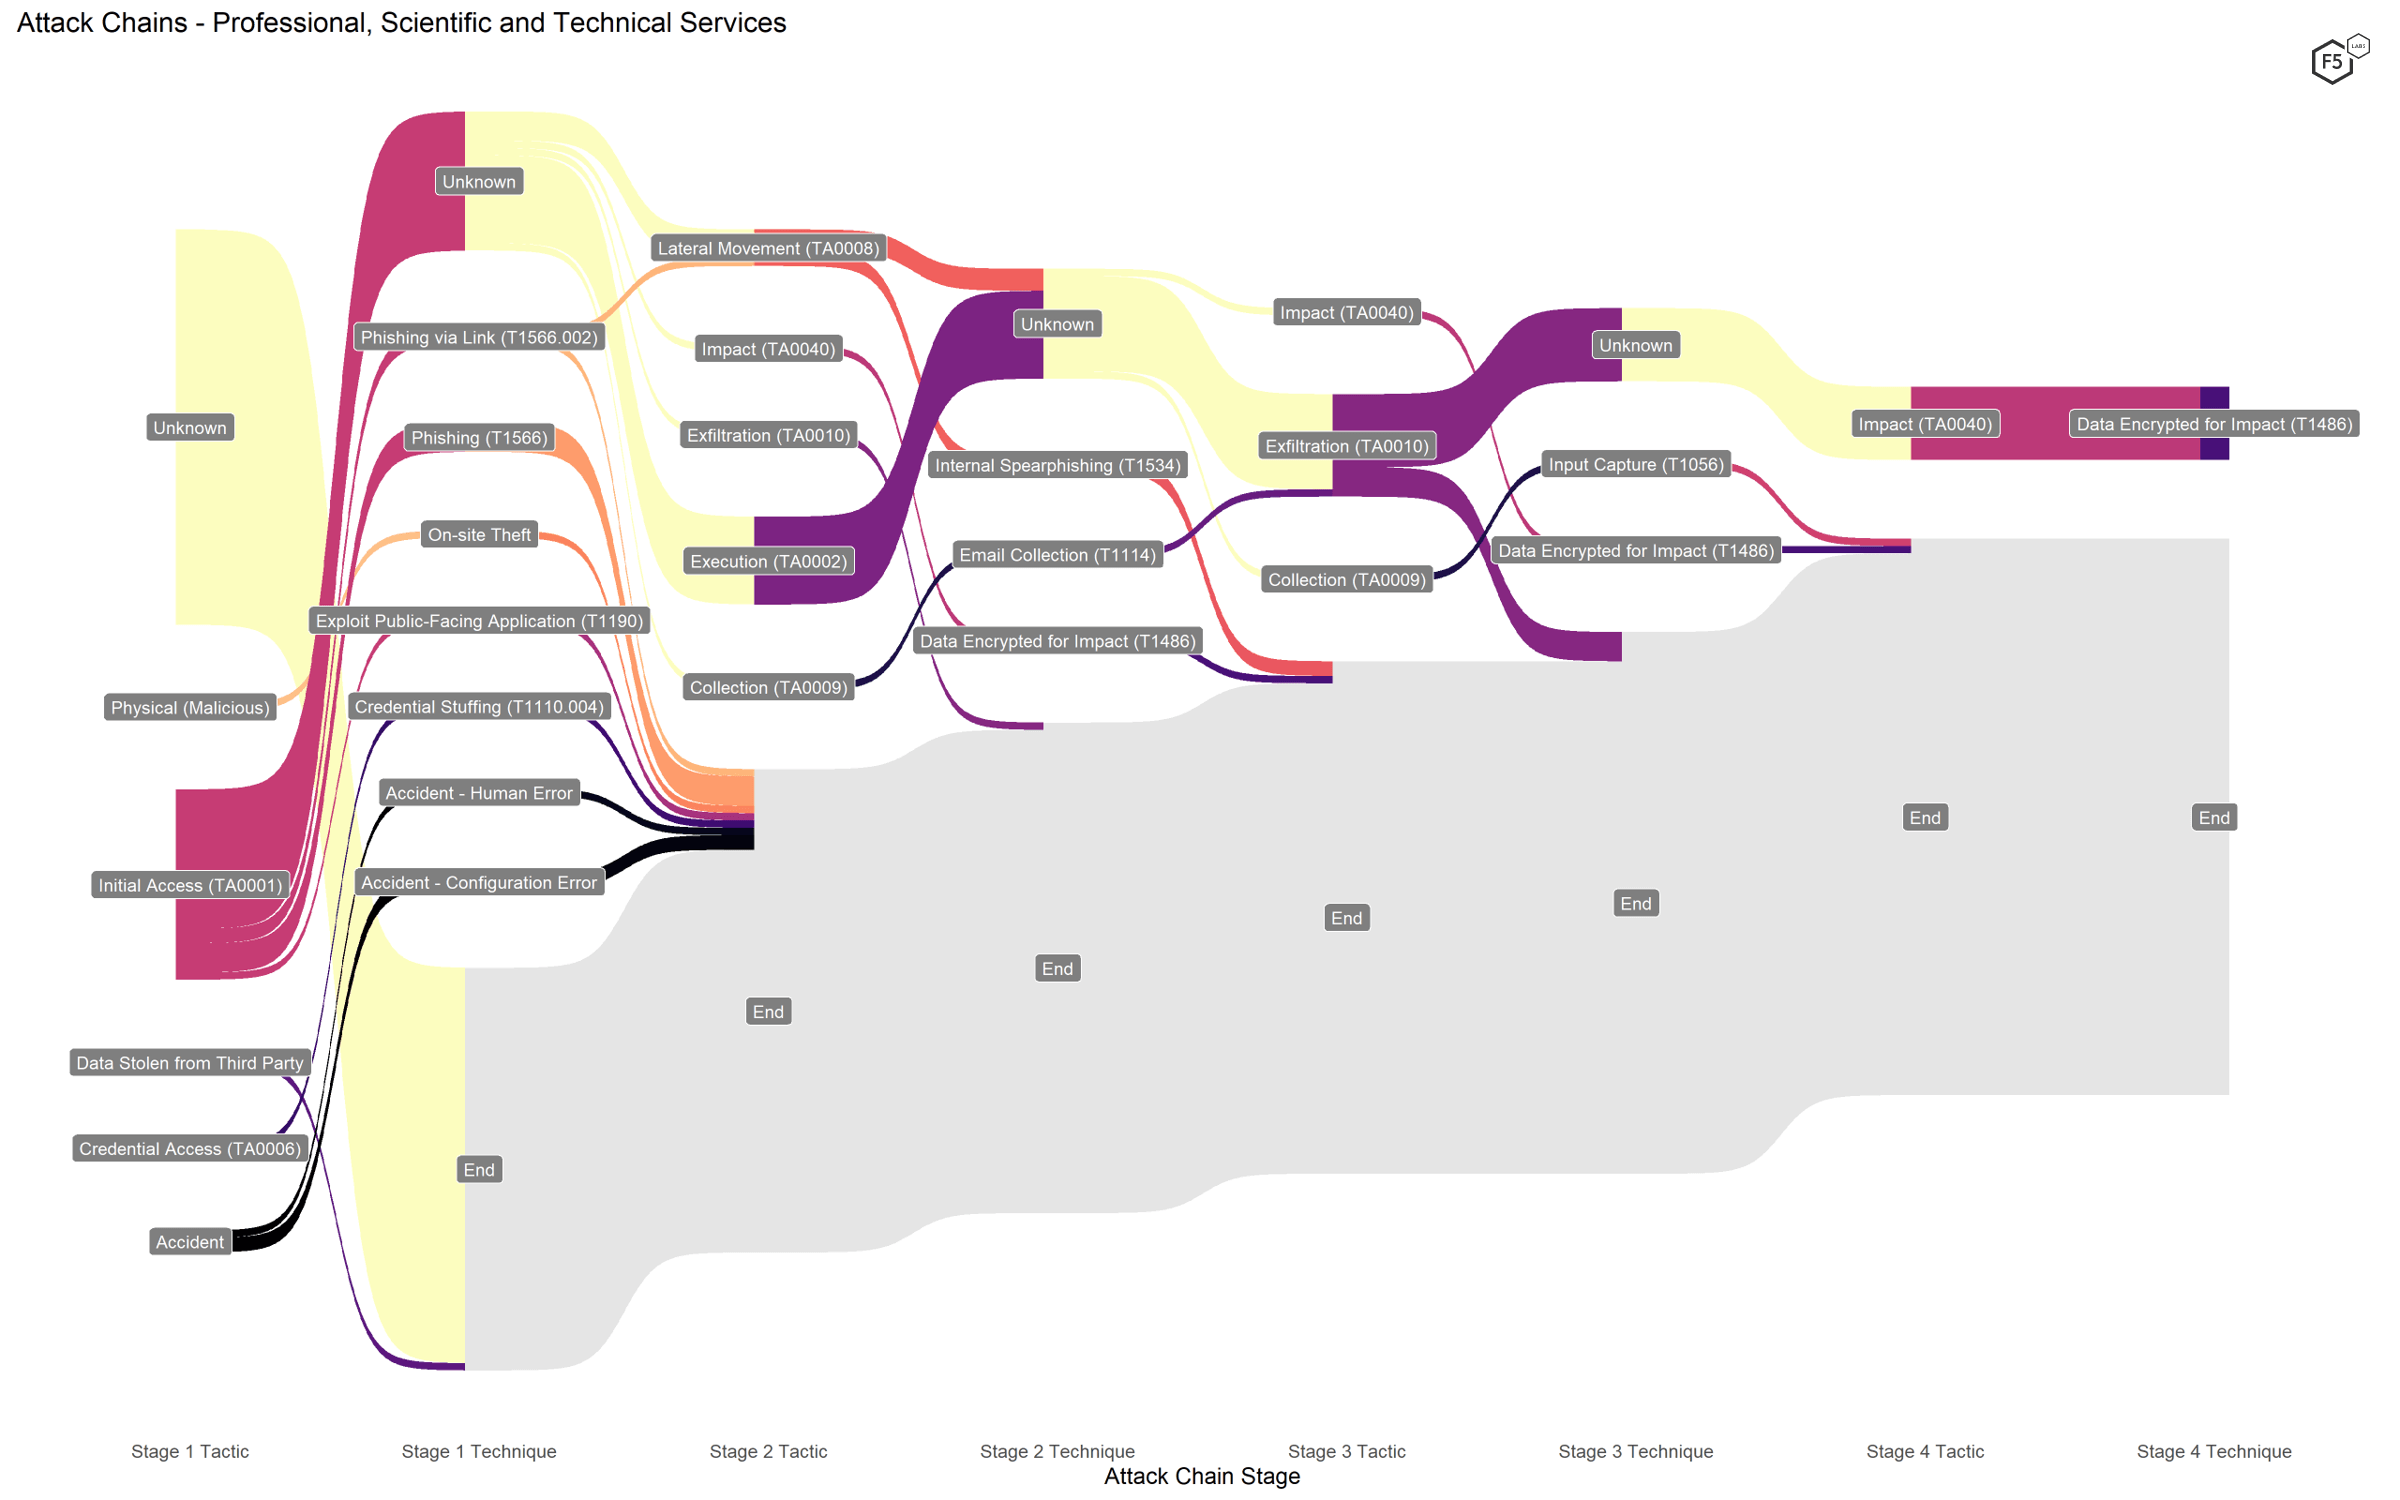 Attack Chains - Professional, Scientific and Technical Services
F5
LABS
Unknown
Physical (Malicious)
Initial Access (TA0001)
Data Stolen from Third Party
Credential Access (TA0006)
Accident
Unknown
Phishing via Link (T1566.002)
Phishing (T1566)
On-site Theft
Exploit Public-Facing Application (T1190)
Credential Stuffing (T1110.004)
Accident - Human Error
Accident - Configuration Error
End
Lateral Movement (TA0008)
Impact (TA0040)
Exfiltration (TA0010)
Execution (TA0002)
Collection (TA0009)
End
Unknown
Internal Spearphishing (T1534)
Email Collection (T1114)
Data Encrypted for Impact (T1486)
End
Impact (TA0040)
Exfiltration (TA0010)
Collection (TA0009)
End
Unknown
Input Capture (T1056)
Data Encrypted for Impact (T1486)
End
Impact (TA0040)
End
Data Encrypted for Impact (T1486)
End
Stage 1 Tactic
Stage 1 Technique
Stage 2 Tactic
Stage 2 Technique
Stage 3 Tactic
Stage 3 Technique
Stage 4 Tactic
Stage 4 Technique
Attack Chain Stage